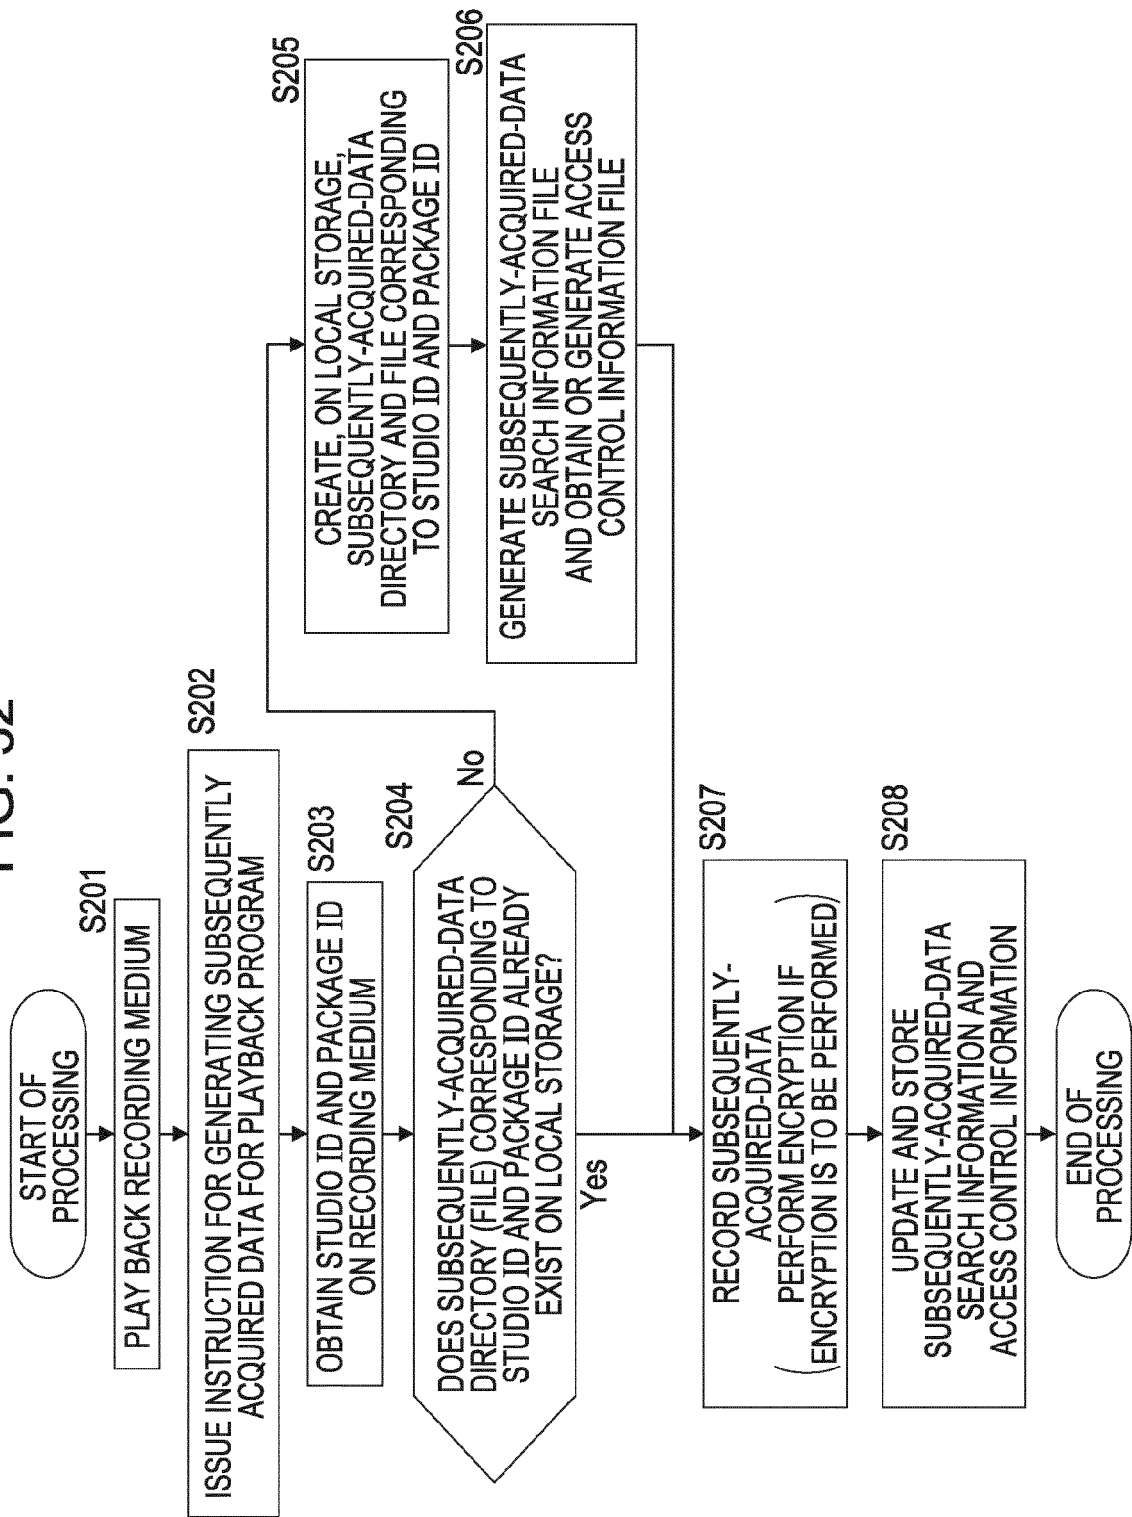 START OF
PROCESSING
S201
PLAY BACK RECORDING MEDIUM
S202
ISSUE INSTRUCTION FOR GENERATING SUBSEQUENTLY
ACQUIRED DATA FOR PLAYBACK PROGRAM
S203
OBTAIN STUDIO ID AND PACKAGE ID
ON RECORDING MEDIUM
S204
DOES SUBSEQUENTLY-ACQUIRED-DATA
DIRECTORY (FILE) CORRESPONDING TO
STUDIO ID AND PACKAGE ID ALREADY
EXIST ON LOCAL STORAGE?
No
Yes
S205
CREATE, ON LOCAL STORAGE,
SUBSEQUENTLY-ACQUIRED-DATA
DIRECTORY AND FILE CORRESPONDING
TO STUDIO ID AND PACKAGE ID
S206
GENERATE SUBSEQUENTLY-ACQUIRED-DATA
SEARCH INFORMATION FILE
AND OBTAIN OR GENERATE ACCESS
CONTROL INFORMATION FILE
S207
RECORD SUBSEQUENTLY-
ACQUIRED-DATA
(PERFORM ENCRYPTION IF
ENCRYPTION IS TO BE PERFORMED)
S208
UPDATE AND STORE
SUBSEQUENTLY-ACQUIRED-DATA
SEARCH INFORMATION AND
ACCESS CONTROL INFORMATION
END OF
PROCESSING